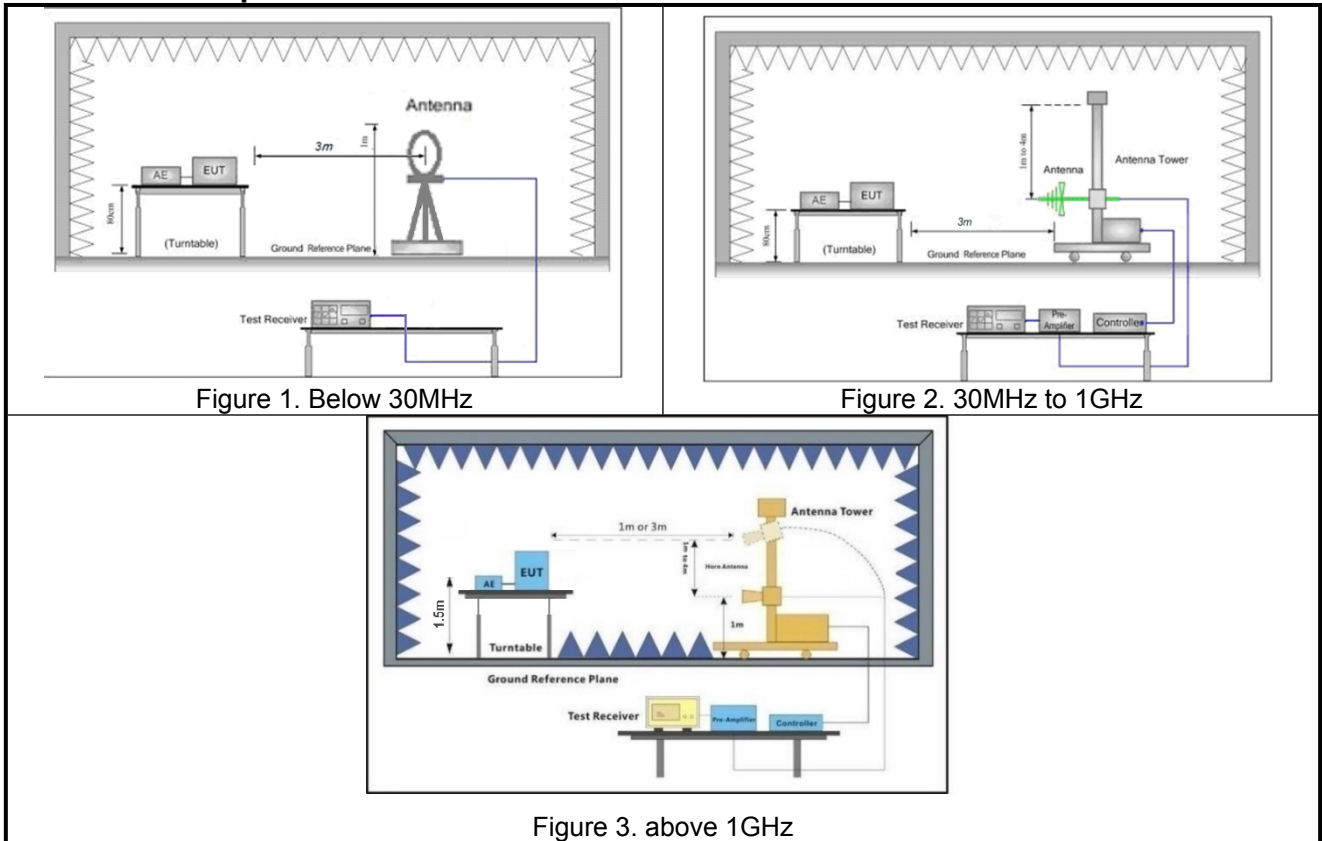 Antenna
3m
1m
AE
EUT
80cm
(Turntable)
Ground Reference Plane
Test Receiver
Figure 1. Below 30MHz
1m to 4m
Antenna Tower
Antenna
AE
EUT
3m
80cm
(Turntable)
Ground Reference Plane
Test Receiver
Pre-
Amplifier
Controller
Figure 2. 30MHz to 1GHz
Antenna Tower
1m or 3m
1m to 4m
Horn Antenna
EUT
AE
1.5m
1m
Turntable
Ground Reference Plane
Test Receiver
Pre-Amplifier
Controller
Figure 3. above 1GHz